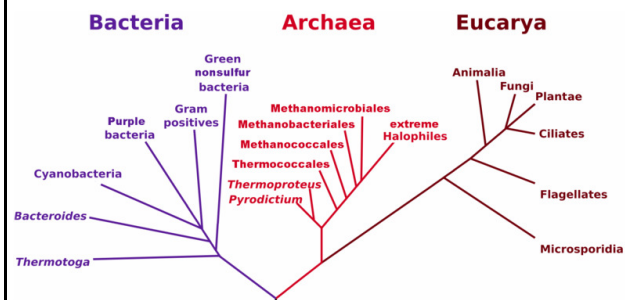 Bacteria
Archaea
Eucarya
Green
nonsulfur
bacteria
Gram
positives
Purple
bacteria
Cyanobacteria
Bacteroides
Thermotoga
Methanomicrobiales
Methanobacteriales
Methanococcales
Thermococcales
Thermoproteus
Pyrodictium
extreme
Halophiles
Animalia
Fungi
Plantae
Ciliates
Flagellates
Microsporidia